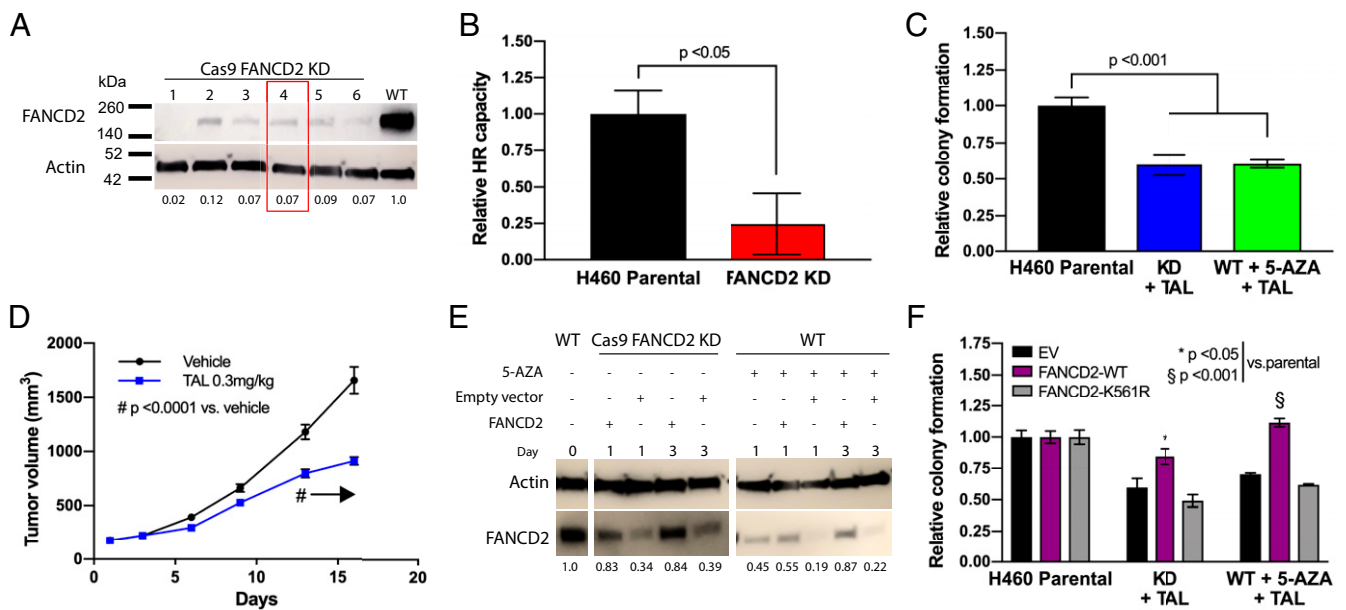 A
Cas9 FANCD2 KD
kDa
1 2 3 4 5 6 WT
FANCD2
260
140
Actin
52
42
0.02 0.12 0.07 0.07 0.09 0.07 1.0
B
Relative HR capacity
1.50
1.25
1.00
0.75
0.50
0.25
0.00
p <0.05
H460 Parental FANCD2 KD
C
Relative colony formation
1.50
1.25
1.00
0.75
0.50
0.25
0.00
p <0.001
H460 Parental KD WT + 5-AZA
+ TAL + TAL
D
Tumor volume (mm3)
2000
1500
1000
500
0
Vehicle
TAL 0.3mg/kg
# p <0.0001 vs. vehicle
#
0 5 10 15 20
Days
E
WT Cas9 FANCD2 KD WT
5-AZA - - - - - + + + + +
Empty vector - - + - + - - + - +
FANCD2 - + - + - - + - + -
Day 0 1 1 3 3 1 1 1 3 3
Actin
FANCD2
1.0 0.83 0.34 0.84 0.39 0.45 0.55 0.19 0.87 0.22
F
Relative colony formation
1.75
1.50
1.25
1.00
0.75
0.50
0.25
0.00
EV
FANCD2-WT
FANCD2-K561R
* p <0.05
§ p <0.001
vs.parental
*
§
H460 Parental KD WT + 5-AZA
+ TAL + TAL